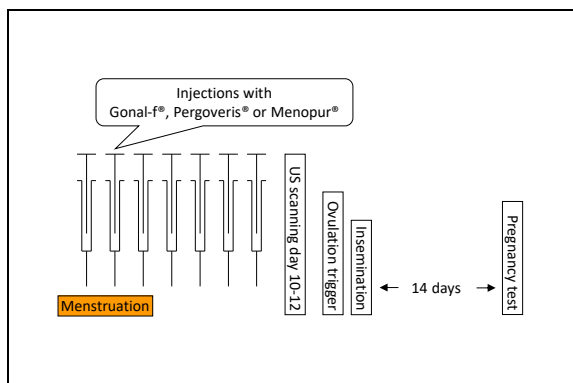 Injections with
Gonal-f®, Pergoveris® or Menopur®
US scanning day 10-12
Ovulation
trigger
Insemination
14 days
Pregnancy test
Menstruation